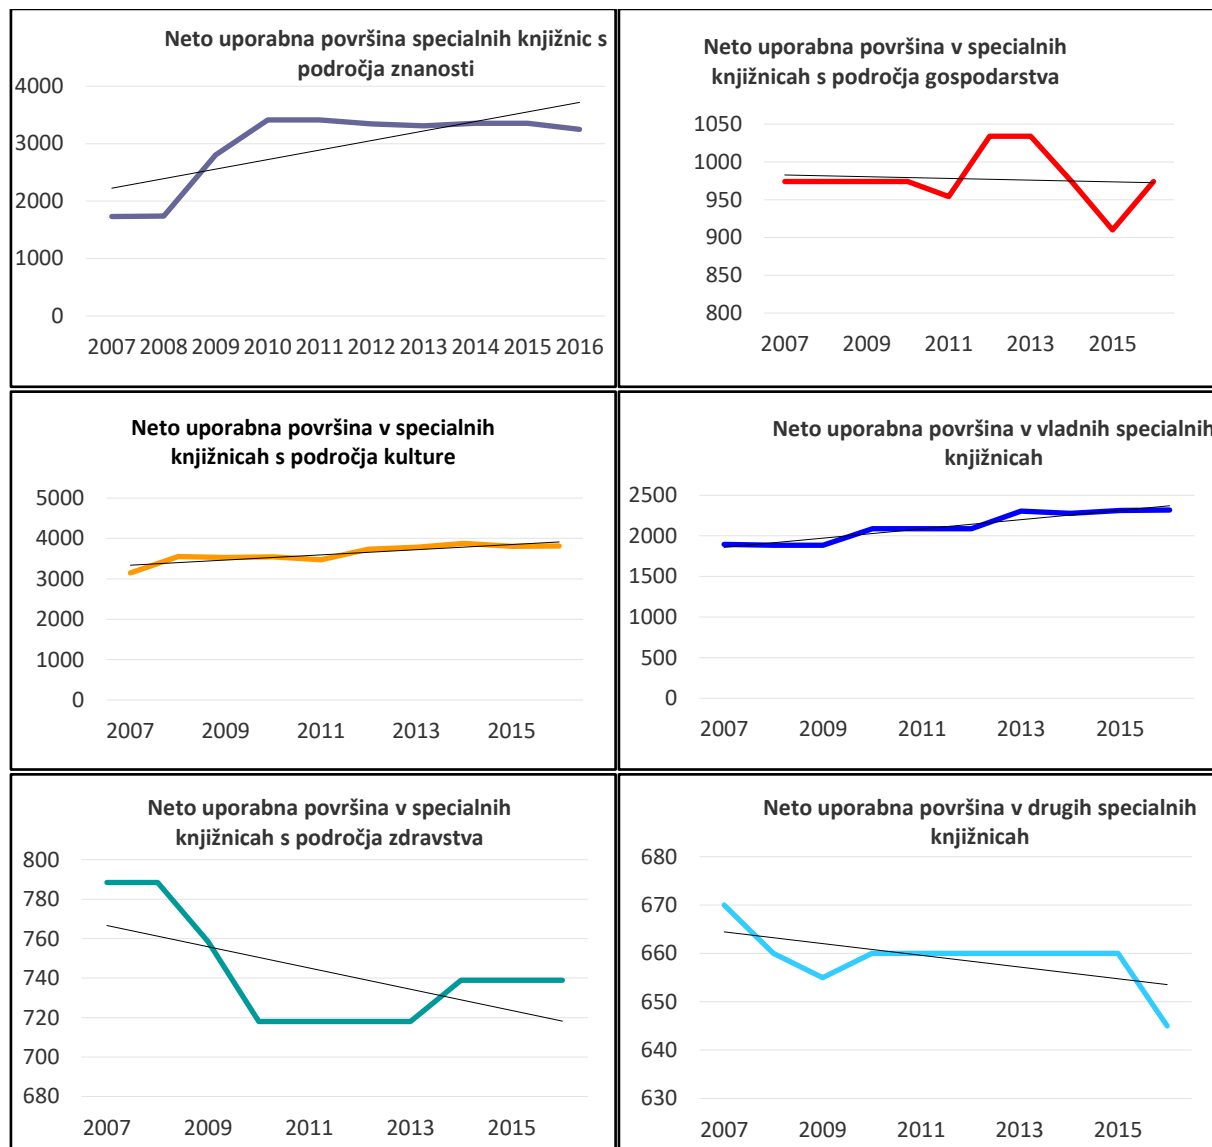 Neto uporabna površina specialnih knjižnic s
področja znanosti
4000
3000
2000
1000
0
2007 2008 2009 2010 2011 2012 2013 2014 2015 2016
Neto uporabna površina v specialnih
knjižnicah s področja gospodarstva
1050
1000
950
900
850
800
2007 2009 2011 2013 2015
Neto uporabna površina v specialnih
knjižnicah s področja kulture
5000
4000
3000
2000
1000
0
2007 2009 2011 2013 2015
Neto uporabna površina v vladnih specialnih
knjižnicah
2500
2000
1500
1000
500
0
2007 2009 2011 2013 2015
Neto uporabna površina v specialnih
knjižnicah s področja zdravstva
800
780
760
740
720
700
680
2007 2009 2011 2013 2015
Neto uporabna površina v drugih specialnih
knjižnicah
680
670
660
650
640
630
2007 2009 2011 2013 2015